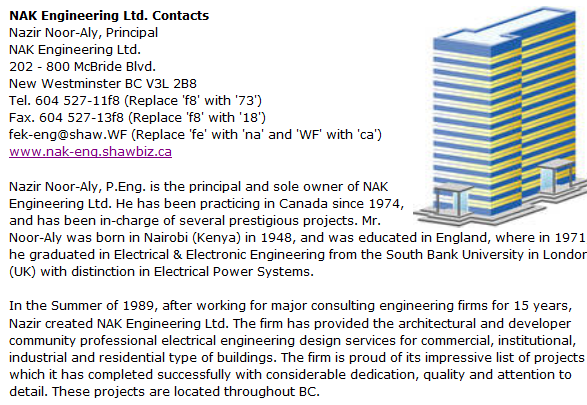 NAK Engineering Ltd. Contacts
Nazir Noor-Aly, Principal
NAK Engineering Ltd.
202 - 800 McBride Blvd.
New Westminster BC V3L 2B8
Tel. 604 527-11f8 (Replace 'f8' with '73')
Fax. 604 527-13f8 (Replace 'f8' with '18')
fek-eng@shaw.WF (Replace 'fe' with 'na' and 'WF' with 'ca')
www.nak-eng.shawbiz.ca
Nazir Noor-Aly, P.Eng. is the principal and sole owner of NAK
Engineering Ltd. He has been practicing in Canada since 1974,
and has been in-charge of several prestigious projects. Mr.
Noor-Aly was born in Nairobi (Kenya) in 1948, and was educated in England, where in 1971
he graduated in Electrical & Electronic Engineering from the South Bank University in London
(UK) with distinction in Electrical Power Systems.
In the Summer of 1989, after working for major consulting engineering firms for 15 years,
Nazir created NAK Engineering Ltd. The firm has provided the architectural and developer
community professional electrical engineering design services for commercial, institutional,
industrial and residential type of buildings. The firm is proud of its impressive list of projects
which it has completed successfully with considerable dedication, quality and attention to
detail. These projects are located throughout BC.